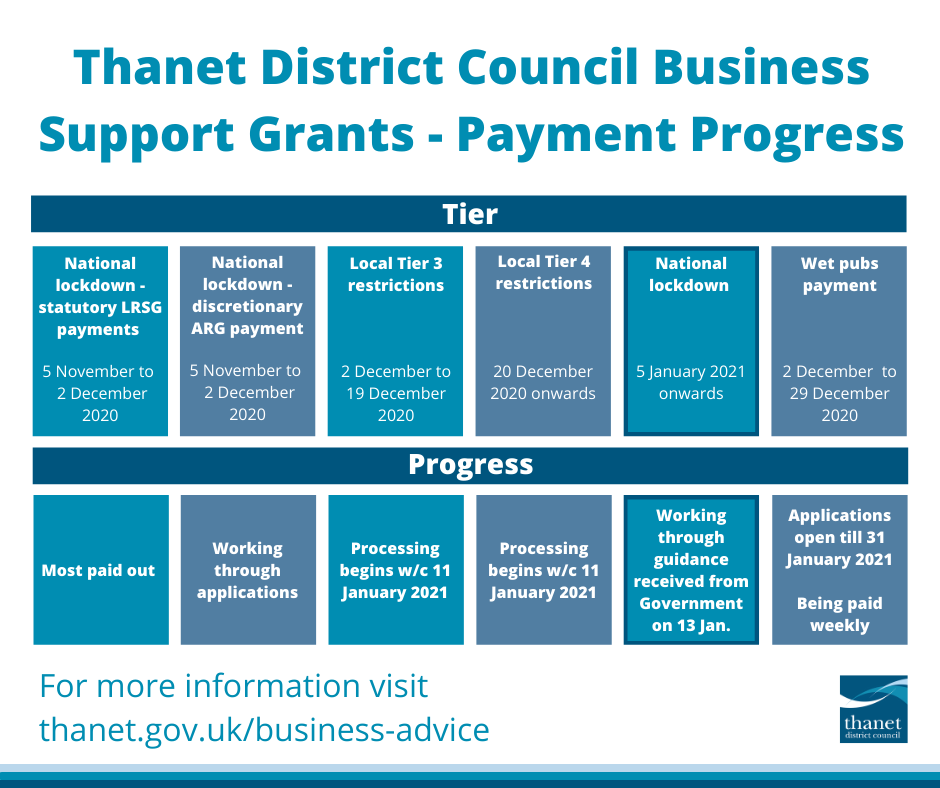 Thanet District Council Business
Support Grants - Payment Progress
Tier
National
lockdown -
statutory LRSG
payments
5 November to
2 December
2020
National
lockdown -
discretionary
ARG payment
5 November to
2 December
2020
Local Tier 3
restrictions
2 December to
19 December
2020
Local Tier 4
restrictions
20 December
2020 onwards
National
lockdown
5 January 2021
onwards
Wet pubs
payment
2 December to
29 December
2020
Progress
Most paid out
Working
through
applications
Processing
begins w/c 11
January 2021
Processing
begins w/c 11
January 2021
Working
through
guidance
received from
Government
on 13 Jan.
Applications
open till 31
January 2021
Being paid
weekly
For more information visit
thanet.gov.uk/business-advice
thanet
district council